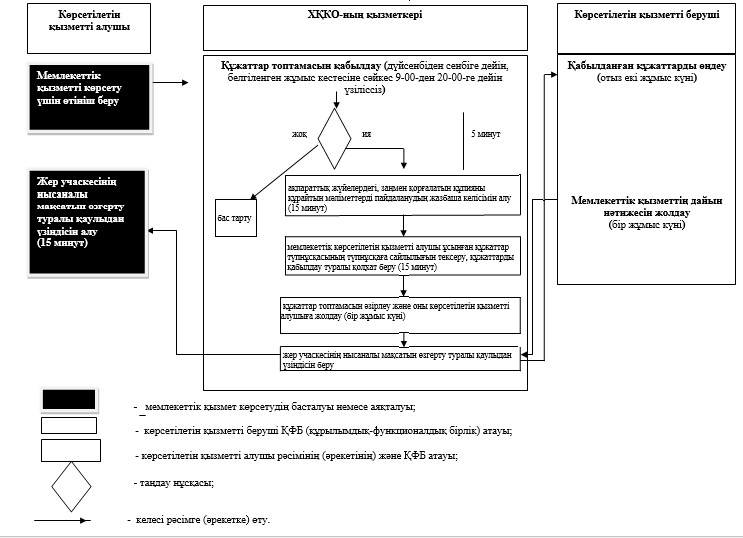 Көрсетілетін
қызметті алушы
ХҚКО-ның қызметкері
Көрсетілетін қызметті беруші
Мемлекеттік
қызметті көрсету
үшін өтініш беру
Құжаттар топтамасын қабылдау (дүйсенбіден сенбіге дейін,
белгіленген жұмыс кестесіне сәйкес 9-00-ден 20-00-ге дейін
үзіліссіз)
Қабылданған құжаттарды өңдеу
(отыз екі жұмыс күні)
жоқ
ия
5 минут
Жер учаскесінің
нысаналы
мақсатын өзгерту
туралы қаулыдан
үзіндісін алу
(15 минут)
ақпараттық жүйелердегі, заңмен қорғалатын құпияны
құрайтын мәліметтерді пайдаланудың жазбаша келісімін алу
(15 минут)
бас тарту
Мемлекеттік қызметтің дайын
нәтижесін жолдау
(бір жұмыс күні)
мемлекеттік көрсетілетін қызметті алушы ұсынған құжаттар
түпнұсқасының түпнұсқаға сайлылығын тексеру, құжаттарды
қабылдау туралы қолхат беру (15 минут)
құжаттар топтамасын әзірлеу және оны көрсетілетін қызметті
алушыға жолдау (бір жұмыс күні)
жер учаскесінің нысаналы мақсатын өзгерту туралы қаулыдан
үзіндісін беру
- _мемлекеттік қызмет көрсетудің басталуы немесе аяқталуы;
- көрсетілетін қызметті беруші ҚФБ (құрылымдық-функционалдық бірлік) атауы;
- көрсетілетін қызметті алушы рәсімінің (әрекетінің) және ҚФБ атауы;
- таңдау нұсқасы;
- келесі рәсімге (әрекетке) өту.